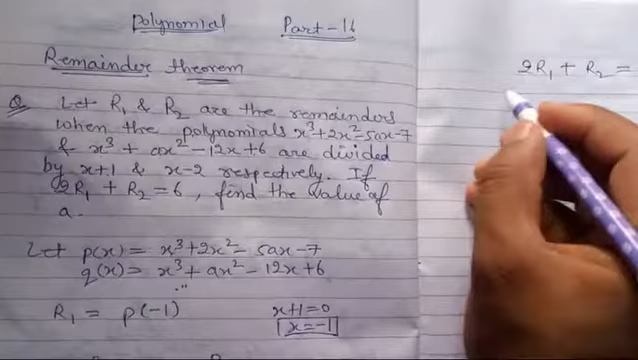 Polynomial Part-16
Remainder theorem
Q Let R₁ & R₂ are the remainders
when the polynomials x³+2x²-5ax-7
& x³ + ax² -12x +6 are divided
by x+1 & x-2 respectively. If
2R₁ + R₂ = 6, find the value of
a.
Let p(x) = x³+2x²-5ax-7
q(x) = x³ + ax² - 12x +6
R₁ = p(-1) x+1=0
x=-1
2R₁ + R₂ =